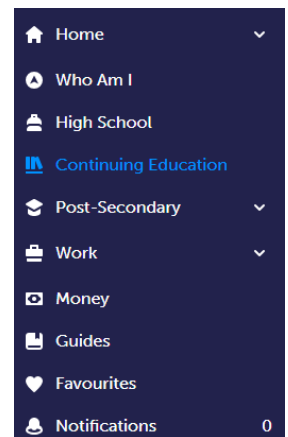 Home
Who Am I
High School
Continuing Education
Post-Secondary
Work
Money
Guides
Favourites
Notifications 0